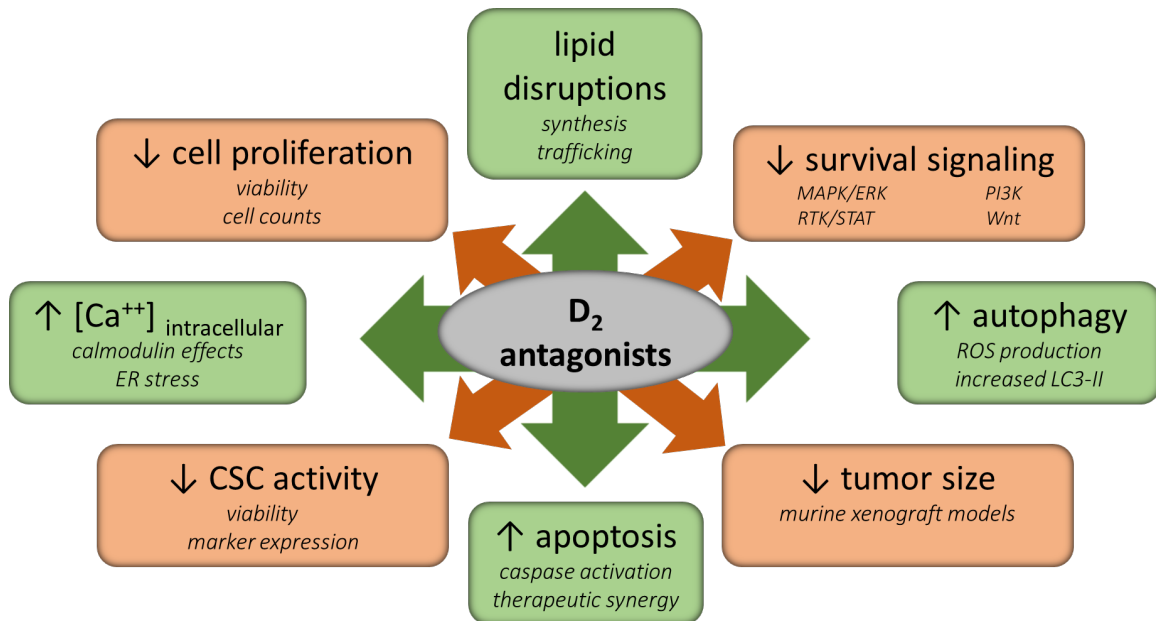 lipid
disruptions
synthesis
trafficking
↓ cell proliferation
viability
cell counts
↓ survival signaling
MAPK/ERK PI3K
RTK/STAT Wnt
↑ [Ca⁺⁺] intracellular
calmodulin effects
ER stress
D₂
antagonists
↑ autophagy
ROS production
increased LC3-II
↓ CSC activity
viability
marker expression
↑ apoptosis
caspase activation
therapeutic synergy
↓ tumor size
murine xenograft models